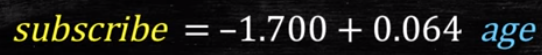 subscribe = –1.700 + 0.064 age